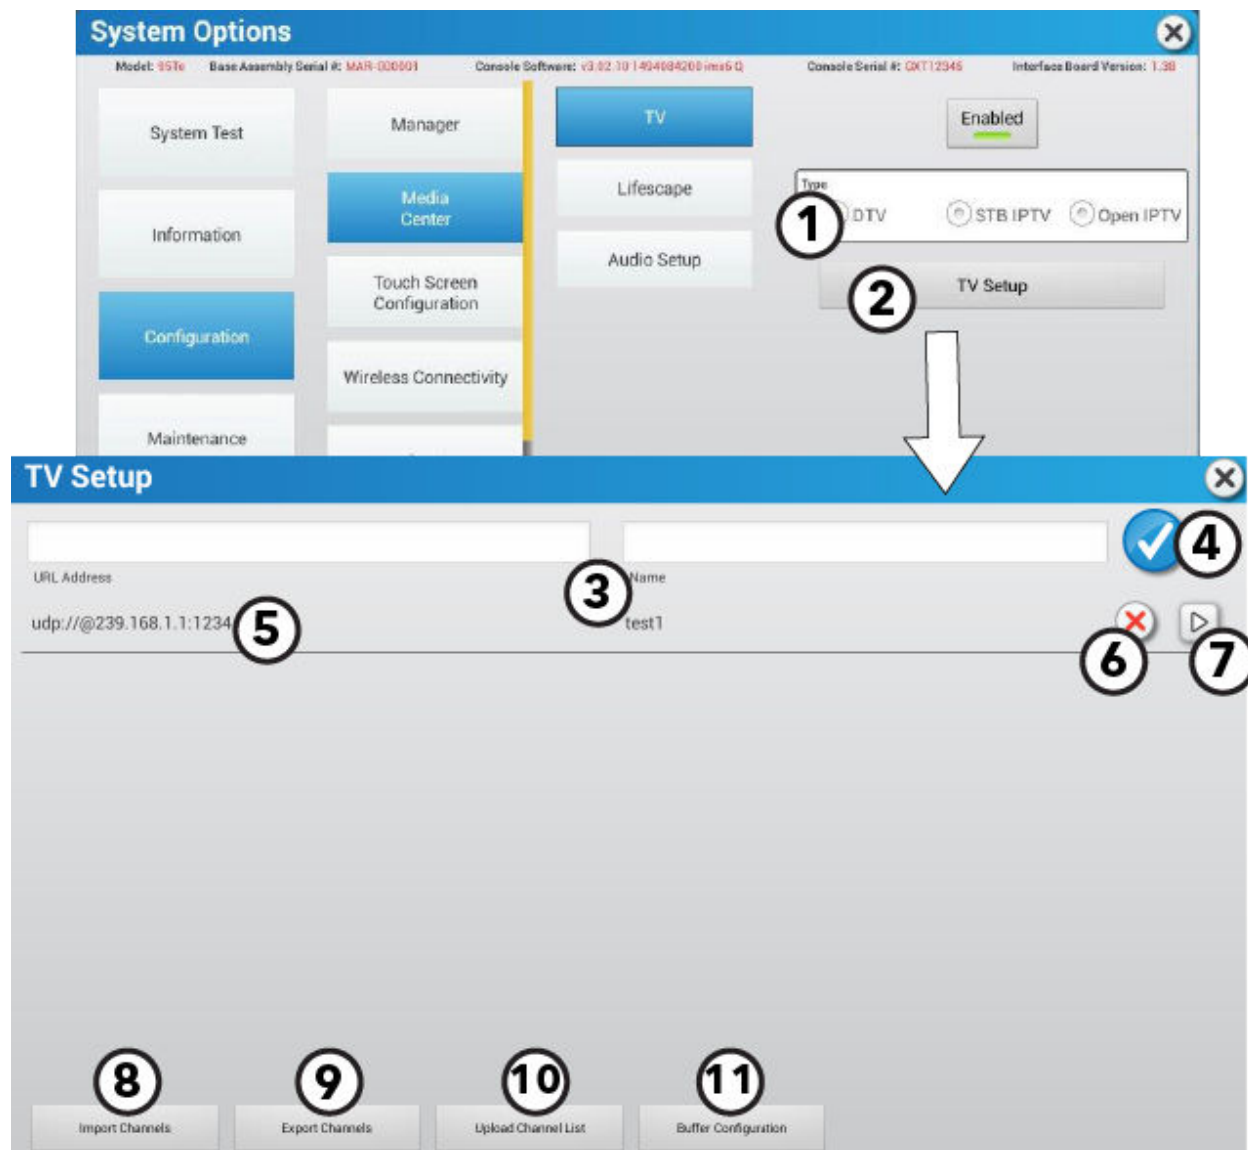 System Options
Model: 95Te Base Assembly Serial #: MAR-000001 Console Software: Console Serial #: Interface Board Version: 1.30
System Test
Manager
TV
Enabled
Information
Media
Center
Lifescape
Type
1
DTV
STB IPTV
Open IPTV
Configuration
Touch Screen
Configuration
Audio Setup
2
TV Setup
Wireless Connectivity
Maintenance
TV Setup
4
URL Address
3
Name
udp://@239.168.1.1:1234
5
test1
6
7
8
9
10
11
Import Channels
Export Channels
Upload Channel List
Buffer Configuration